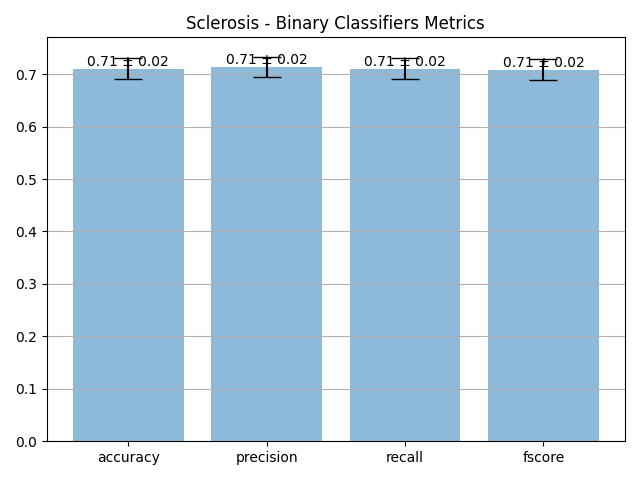 Sclerosis - Binary Classifiers Metrics
0.71 ± 0.02 0.71 ± 0.02 0.71 ± 0.02 0.71 ± 0.02
0.7
0.6
0.5
0.4
0.3
0.2
0.1
0.0
accuracy precision recall fscore